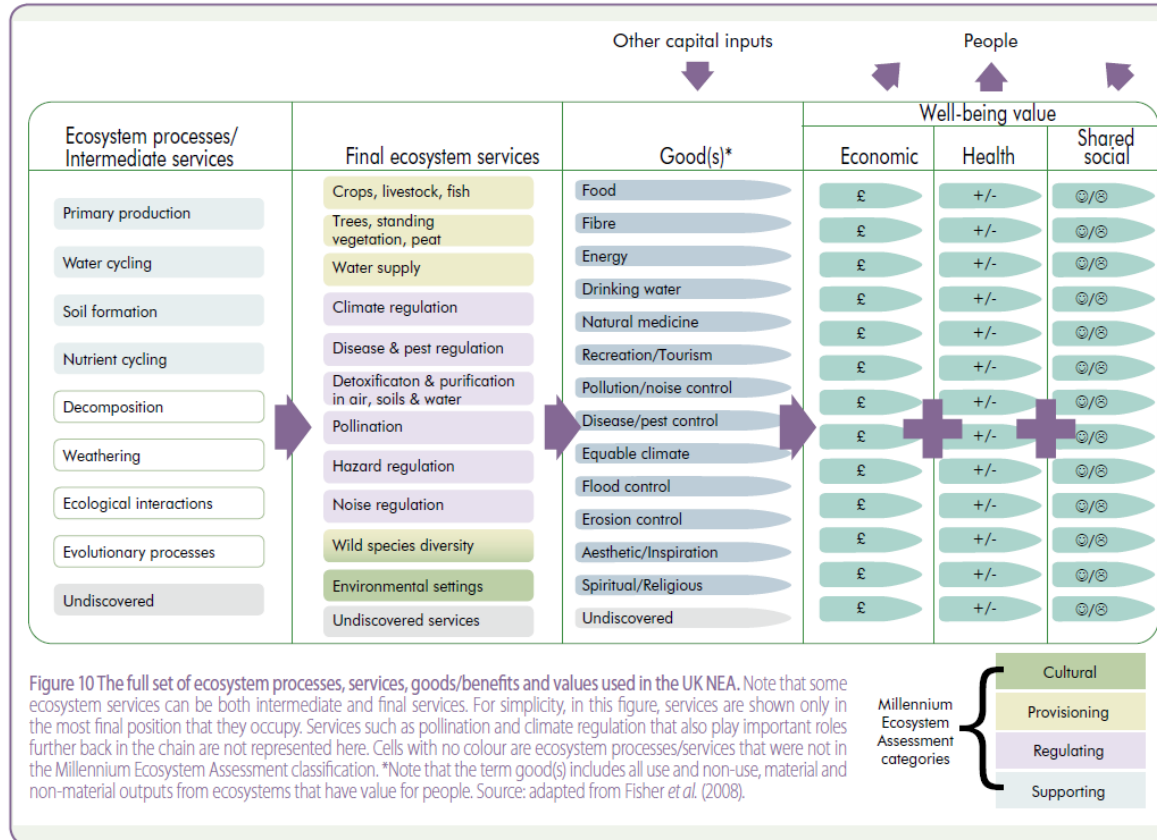 Other capital inputs
People
Well-being value
Ecosystem processes/
Intermediate services
Final ecosystem services
Good(s)*
Economic
Health
Shared
social
Primary production
Water cycling
Soil formation
Nutrient cycling
Decomposition
Weathering
Ecological interactions
Evolutionary processes
Undiscovered
Crops, livestock, fish
Trees, standing
vegetation, peat
Water supply
Climate regulation
Disease & pest regulation
Detoxificaton & purification
in air, soils & water
Pollination
Hazard regulation
Noise regulation
Wild species diversity
Environmental settings
Undiscovered services
Food
Fibre
Energy
Drinking water
Natural medicine
Recreation/Tourism
Pollution/noise control
Disease/pest control
Equable climate
Flood control
Erosion control
Aesthetic/Inspiration
Spiritual/Religious
Undiscovered
£ +/- ☺/☹
£ +/- ☺/☹
£ +/- ☺/☹
£ +/- ☺/☹
£ +/- ☺/☹
£ +/- ☺/☹
£ +/- ☺/☹
£ +/- ☺/☹
£ +/- ☺/☹
£ +/- ☺/☹
£ +/- ☺/☹
£ +/- ☺/☹
£ +/- ☺/☹
Figure 10 The full set of ecosystem processes, services, goods/benefits and values used in the UK NEA. Note that some
ecosystem services can be both intermediate and final services. For simplicity, in this figure, services are shown only in
the most final position that they occupy. Services such as pollination and climate regulation that also play important roles
further back in the chain are not represented here. Cells with no colour are ecosystem processes/services that were not in
the Millennium Ecosystem Assessment classification. *Note that the term good(s) includes all use and non-use, material and
non-material outputs from ecosystems that have value for people. Source: adapted from Fisher et al. (2008).
Millennium
Ecosystem
Assessment
categories
Cultural
Provisioning
Regulating
Supporting